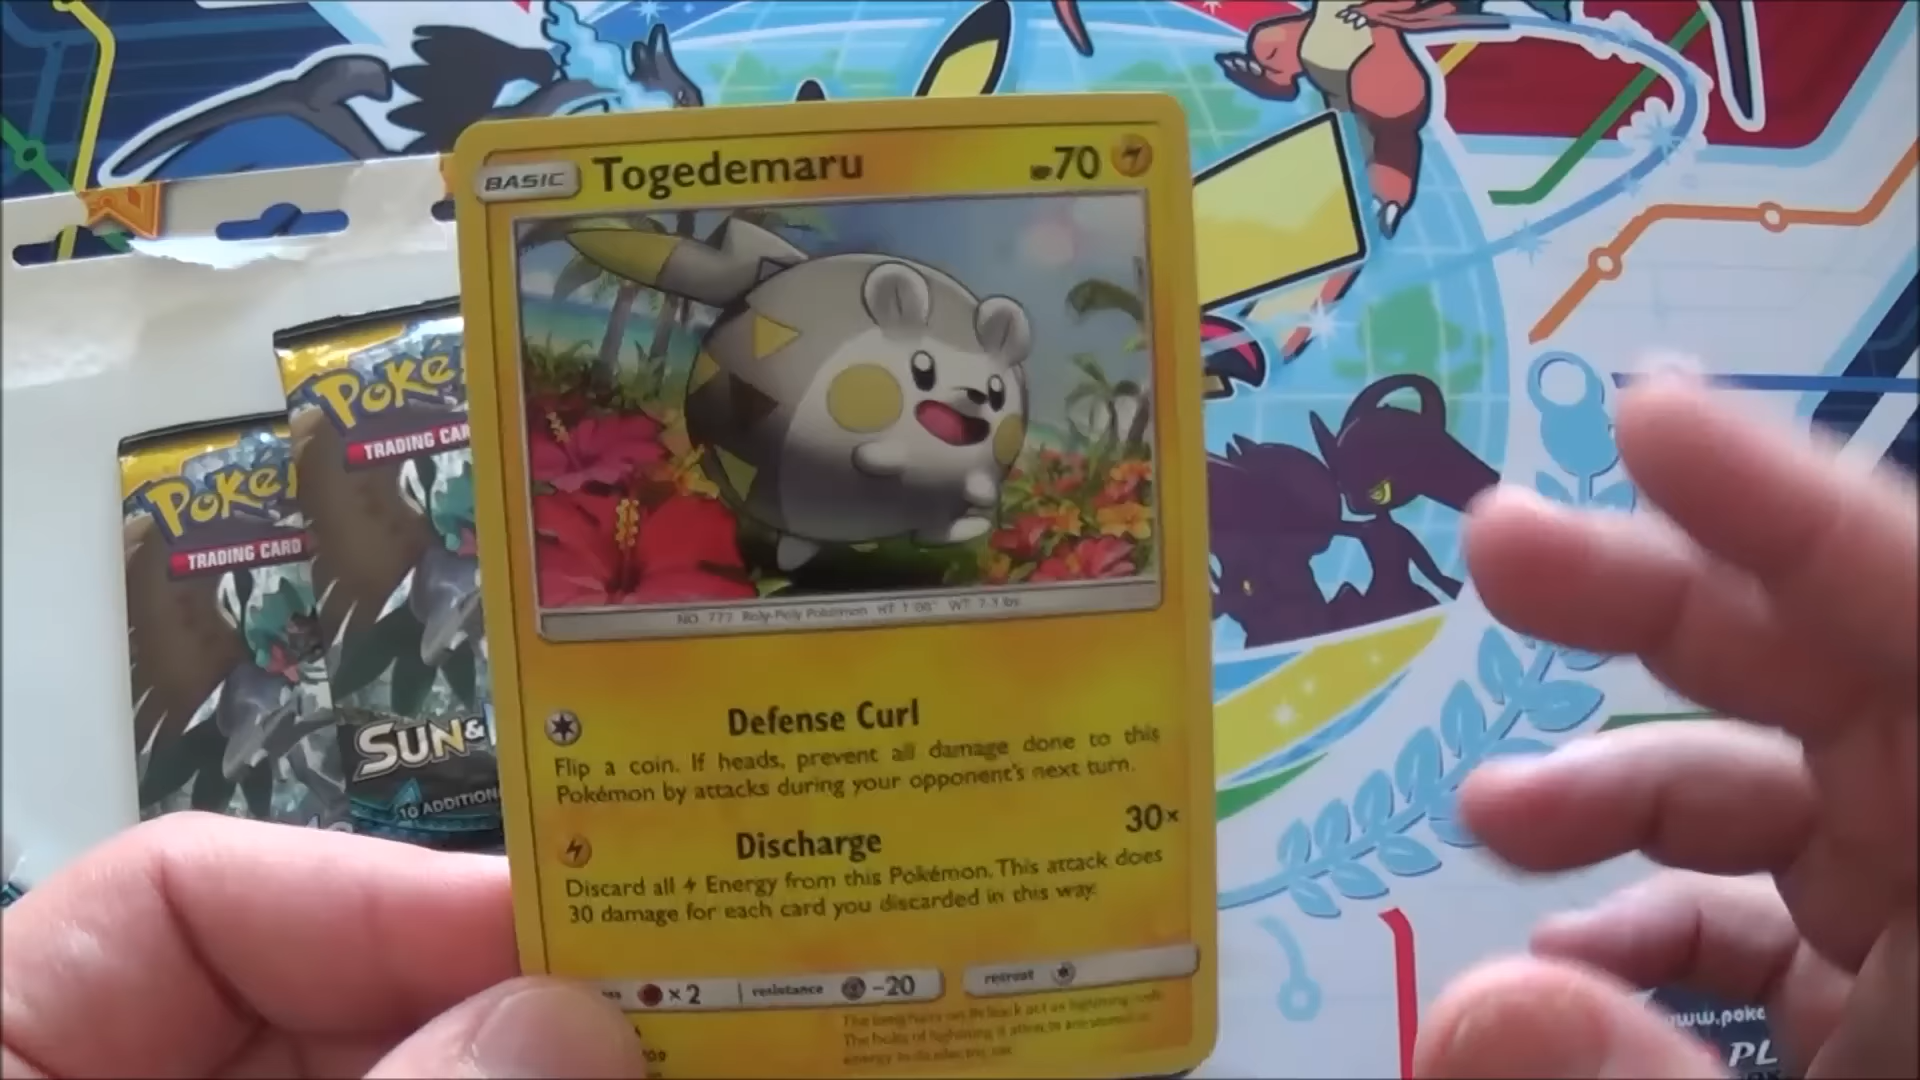 BASIC Togedemaru HP70
NO. 777 Roly-Poly Pokémon HT: 1'00" WT: 7.3 lbs
Defense Curl
Flip a coin. If heads, prevent all damage done to this
Pokémon by attacks during your opponent's next turn.
Discharge 30×
Discard all Energy from this Pokémon. This attack does
30 damage for each card you discarded in this way.
×2 resistance -20 retreat
Poké
TRADING CAR
SUN &
10 ADDITION
Poké
TRADING CARD
www.poke
PL